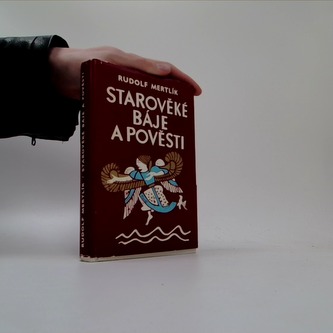 RUDOLF MERTLÍK
STAROVĚKÉ
BÁJE
A POVĚSTI
RUDOLF MERTLÍK STAROVĚKÉ BÁJE A POVĚSTI